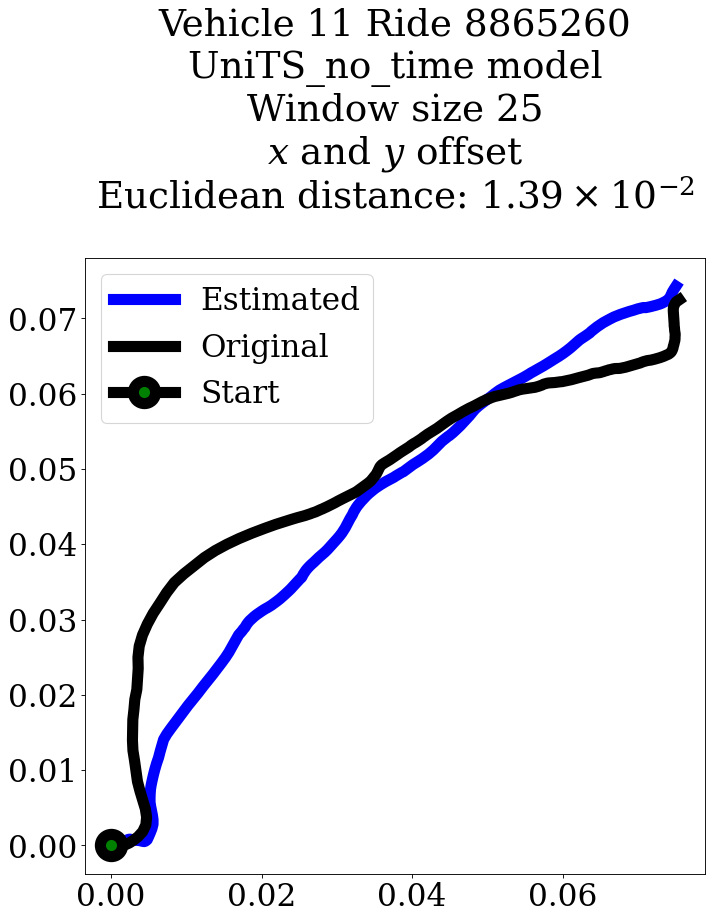 Vehicle 11 Ride 8865260
UniTS_no_time model
Window size 25
x and y offset
Euclidean distance: 1.39 × 10⁻²
Estimated
Original
Start
0.07
0.06
0.05
0.04
0.03
0.02
0.01
0.00
0.00 0.02 0.04 0.06